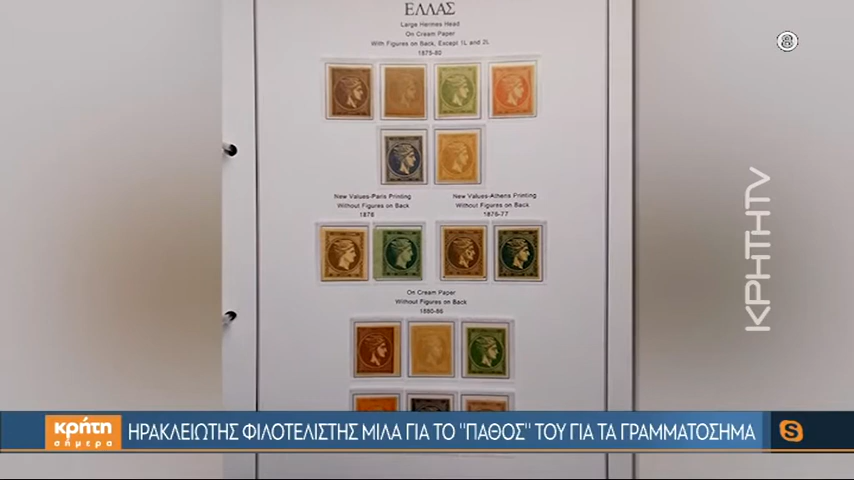 ΕΛΛΑΣ
Large Hermes Head
On Cream Paper
With Figures on Back, Except 1L and 2L
1875-80
New Values-Paris Printing
Without Figures on Back
1876
New Values-Athens Printing
Without Figures on Back
1876-77
On Cream Paper
Without Figures on Back
1880-86
ΚΡΗΤΗTV
8
κρήτη
σήμερα
ΗΡΑΚΛΕΙΩΤΗΣ ΦΙΛΟΤΕΛΙΣΤΗΣ ΜΙΛΑ ΓΙΑ ΤΟ "ΠΑΘΟΣ" ΤΟΥ ΓΙΑ ΤΑ ΓΡΑΜΜΑΤΟΣΗΜΑ
S